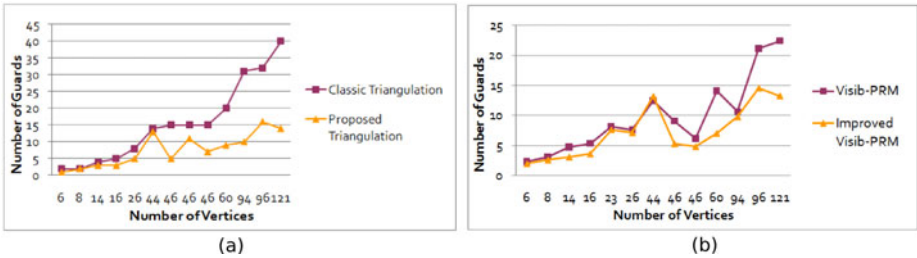 45
40
35
30
25
20
15
10
5
0
Number of Guards
6 8 14 16 26 44 46 46 46 60 94 96 121
Number of Vertices
Classic Triangulation
Proposed
Triangulation
(a)
25
20
15
10
5
0
Number of Guards
6 8 14 16 23 26 44 46 46 60 94 96 121
Number of Vertices
Visib-PRM
Improved
Visib-PRM
(b)